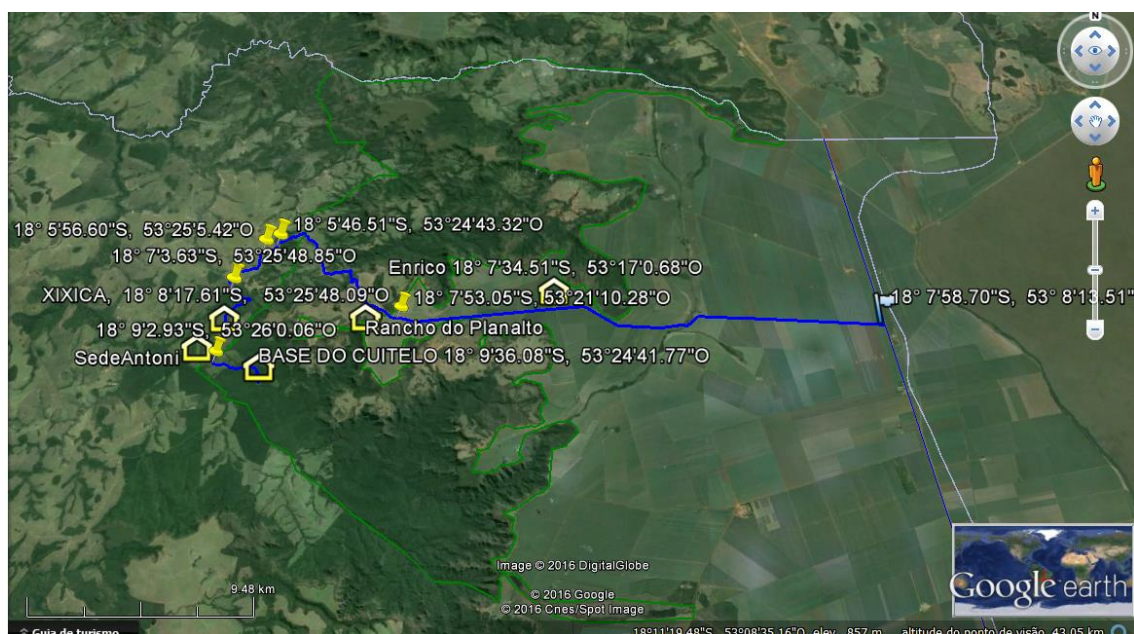 N
18° 5'46.51"S, 53°24'43.32"O
18° 5'56.60"S, 53°25'5.42"O
18° 7'3.63"S, 53°25'48.85"O
Enrico 18° 7'34.51"S, 53°17'0.68"O
XIXICA, 18° 8'17.61"S, 53°25'48.09"O
18° 7'53.05"S, 53°21'10.28"O
18° 7'58.70"S, 53° 8'13.51"
18° 9'2.93"S, 53°26'0.06"O
Rancho do Planalto
SedeAntoni
BASE DO CUITELO 18° 9'36.08"S, 53°24'41.77"O
Image © 2016 DigitalGlobe
© 2016 Google
© 2016 Cnes/Spot Image
9.48 km
Google earth
Guia de turismo
18°11'19.48"S 53°08'35.16"O elev. 857 m altitude do ponto de visão 43.05 km